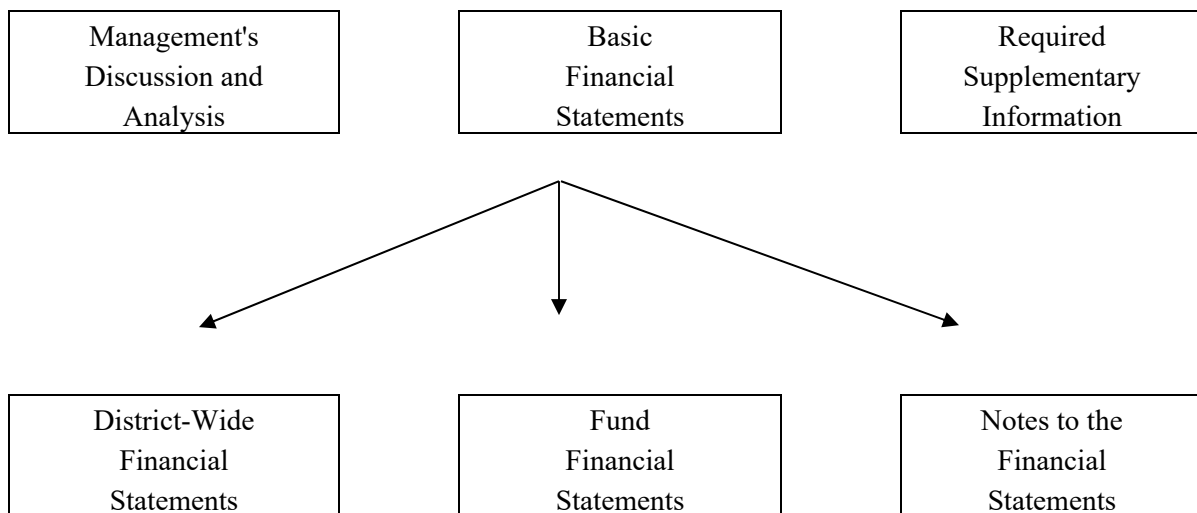 Management's
Discussion and
Analysis
Basic
Financial
Statements
Required
Supplementary
Information
District-Wide
Financial
Statements
Fund
Financial
Statements
Notes to the
Financial
Statements